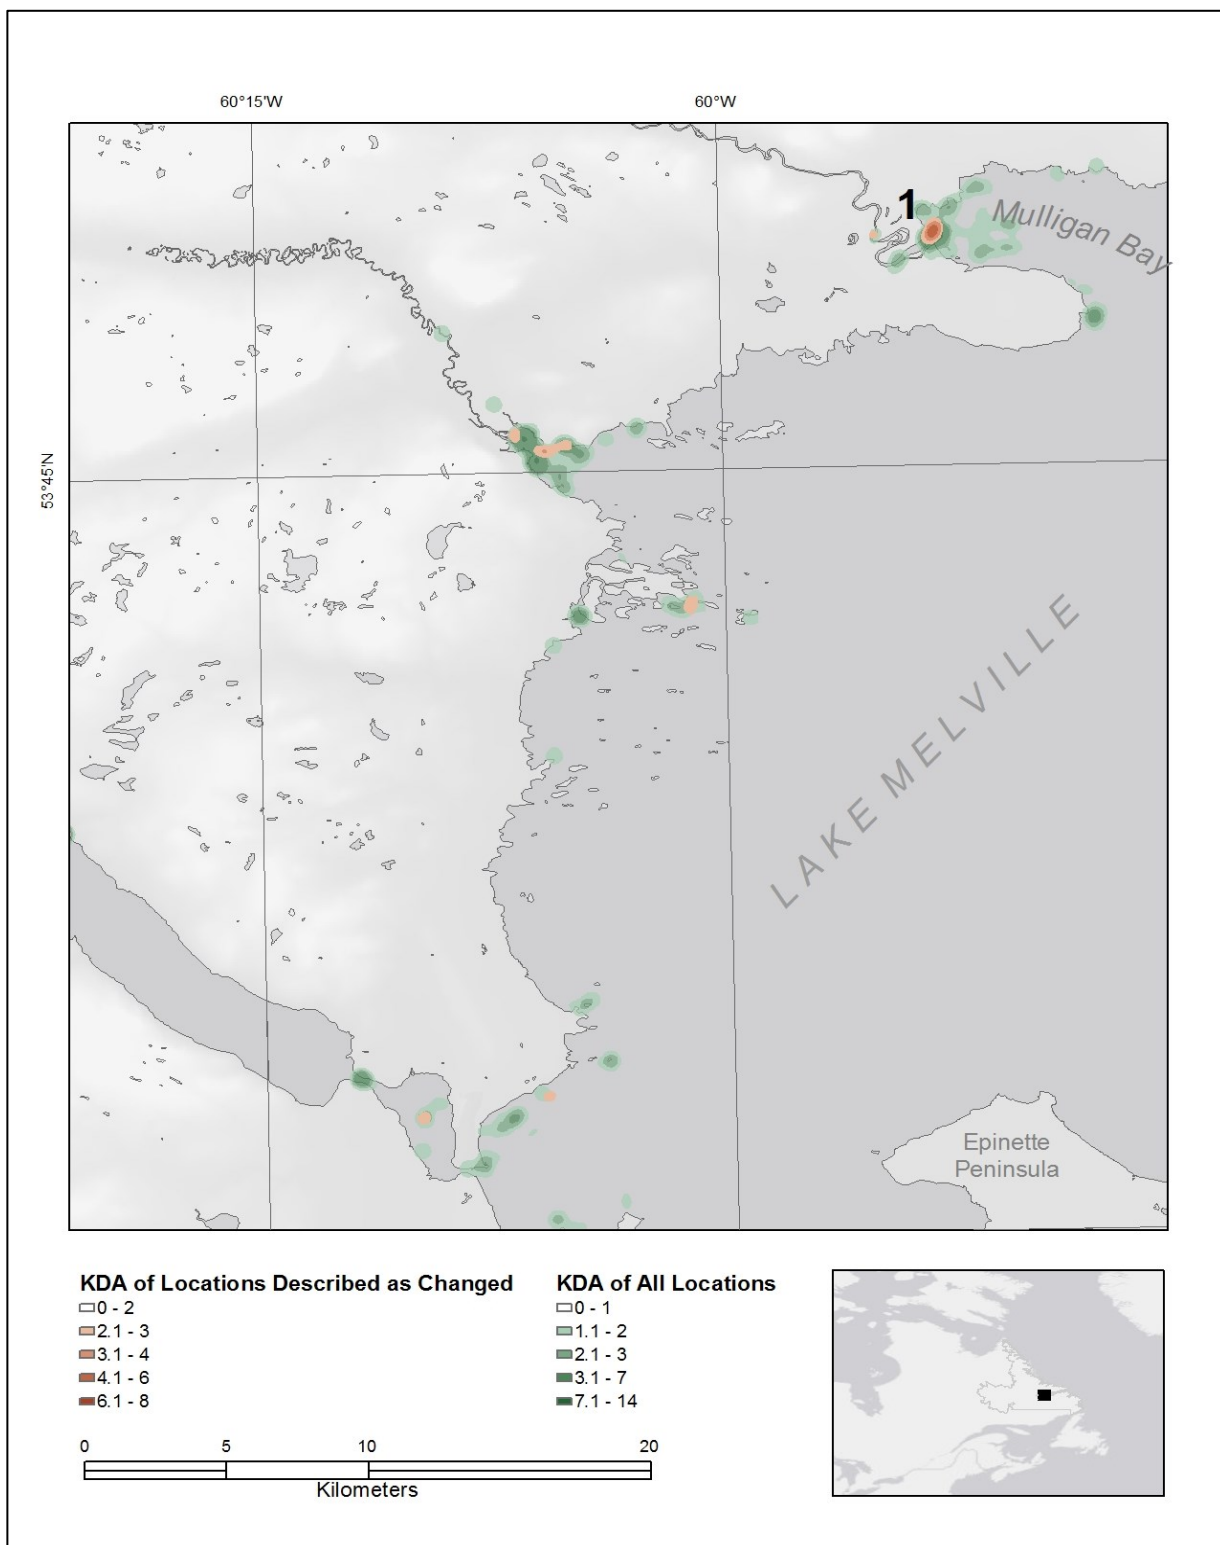 60°15'W
60°W
1
Mulligan Bay
53°45'N
LAKE MELVILLE
Epinette
Peninsula
KDA of Locations Described as Changed
0 - 2
2.1 - 3
3.1 - 4
4.1 - 6
6.1 - 8
KDA of All Locations
0 - 1
1.1 - 2
2.1 - 3
3.1 - 7
7.1 - 14
0 5 10 20
Kilometers